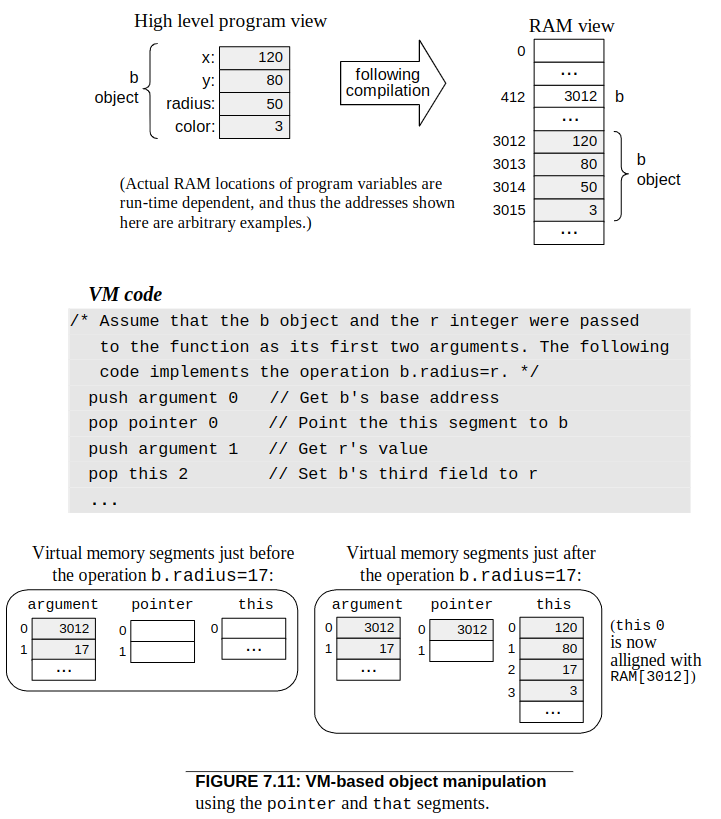 High level program view
RAM view
b
object
x: 120
y: 80
radius: 50
color: 3
following
compilation
0
...
412 3012 b
...
3012 120
3013 80
3014 50
3015 3
...
b
object
(Actual RAM locations of program variables are
run-time dependent, and thus the addresses shown
here are arbitrary examples.)
VM code
/* Assume that the b object and the r integer were passed
to the function as its first two arguments. The following
code implements the operation b.radius=r. */
push argument 0 // Get b's base address
pop pointer 0 // Point the this segment to b
push argument 1 // Get r's value
pop this 2 // Set b's third field to r
...
Virtual memory segments just before
the operation b.radius=17:
argument pointer this
0 3012 0 0
1 17 1 ...
...
Virtual memory segments just after
the operation b.radius=17:
argument pointer this
0 3012 0 3012 0 120
1 17 1 1 80
... 2 17
3 3
...
(this 0
is now
alligned with
RAM[3012])
FIGURE 7.11: VM-based object manipulation
using the pointer and that segments.